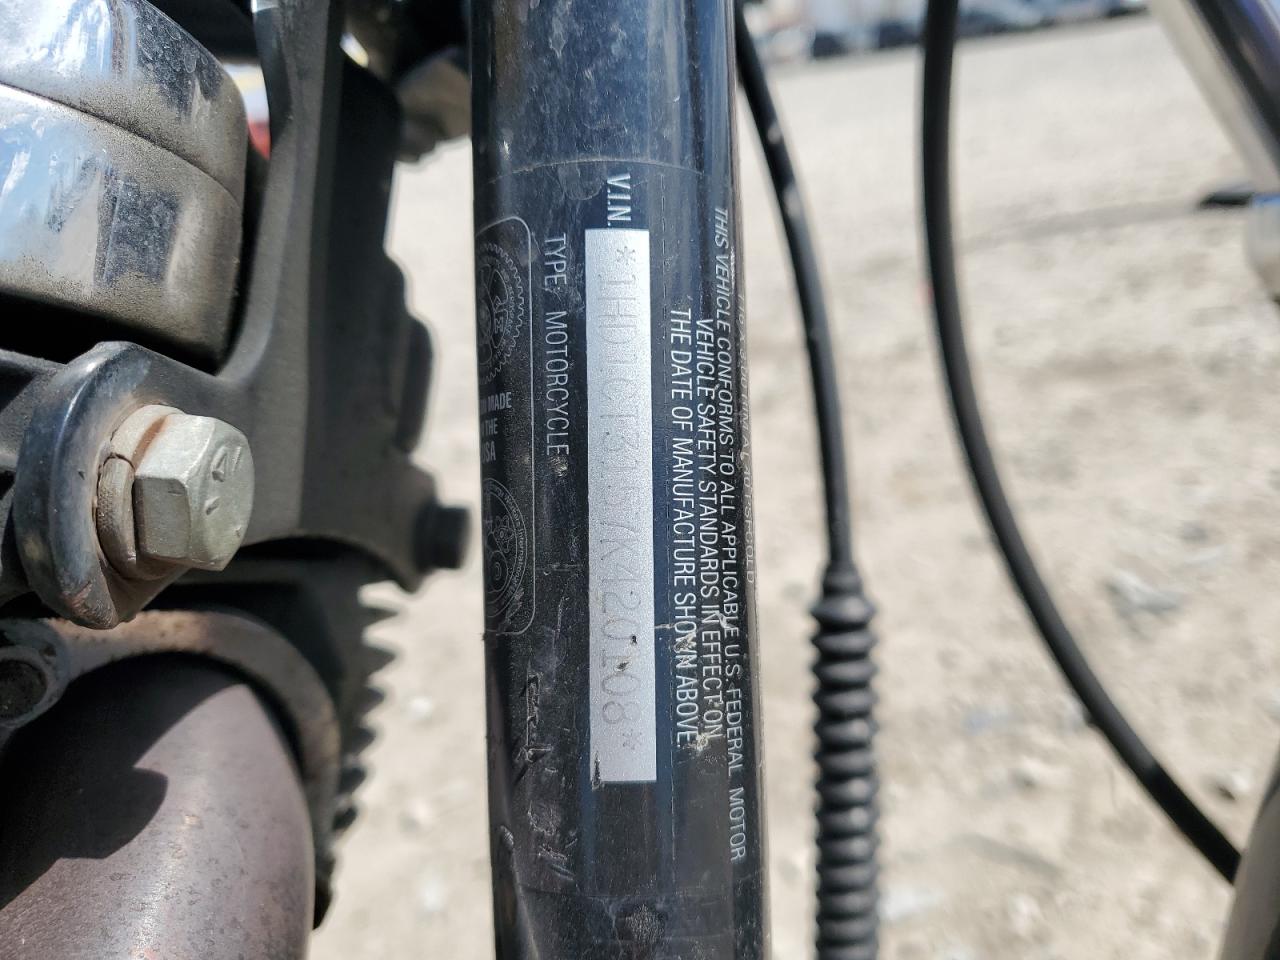 V.I.N. *1HD1CT3157K420108*
TYPE: MOTORCYCLE
THIS VEHICLE CONFORMS TO ALL APPLICABLE U.S. FEDERAL MOTOR
VEHICLE SAFETY STANDARDS IN EFFECT ON
THE DATE OF MANUFACTURE SHOWN ABOVE.
MADE
THE
USA